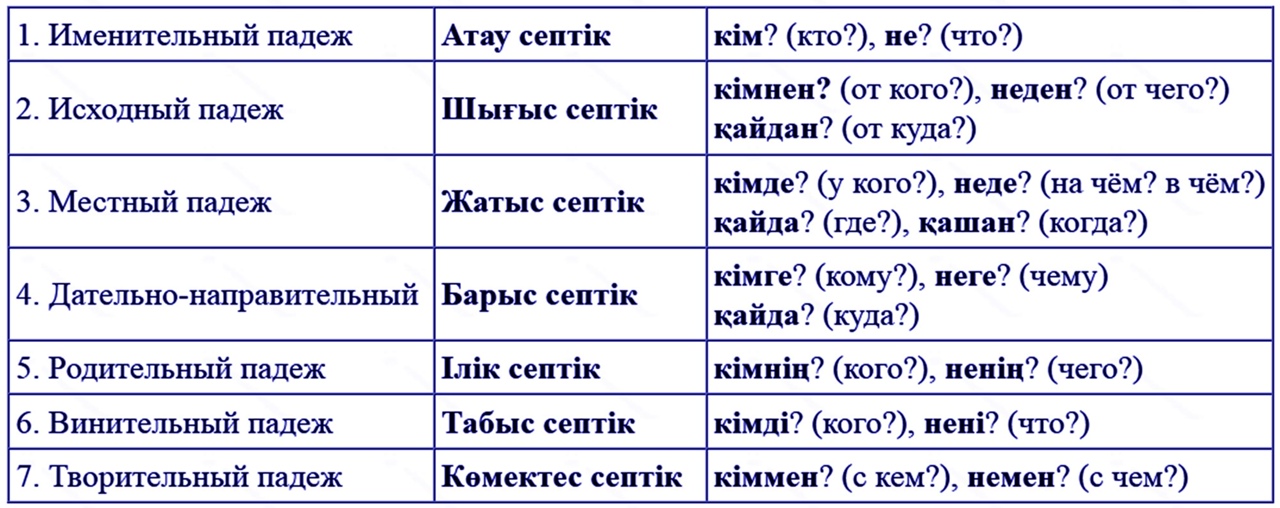 1. Именительный падеж Атау септік кім? (кто?), не? (что?)
2. Исходный падеж Шығыс септік кімнен? (от кого?), неден? (от чего?)
қайдан? (от куда?)
3. Местный падеж Жатыс септік кімде? (у кого?), неде? (на чём? в чём?)
қайда? (где?), қашан? (когда?)
4. Дательно-направительный Барыс септік кімге? (кому?), неге? (чему)
қайда? (куда?)
5. Родительный падеж Ілік септік кімнің? (кого?), ненің? (чего?)
6. Винительный падеж Табыс септік кімді? (кого?), нені? (что?)
7. Творительный падеж Көмектес септік кіммен? (с кем?), немен? (с чем?)